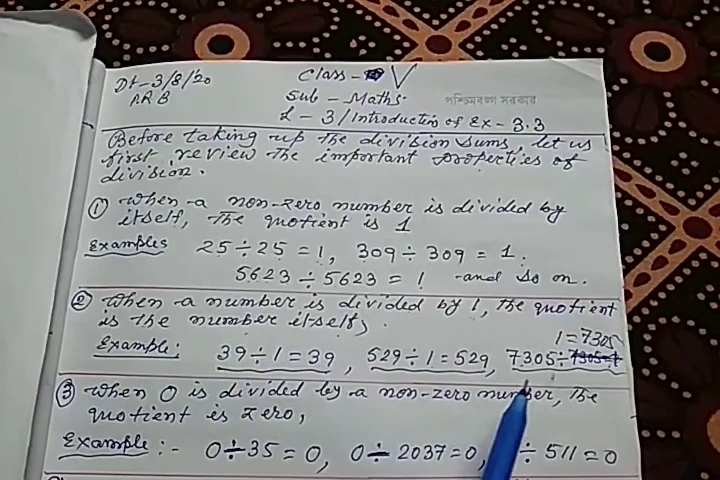 Dt-3/8/20
A.R.B
Class - V
Sub - Maths.
পশ্চিমবঙ্গ সরকার
L - 3 / Introduction of Ex - 3.3
Before taking up the division sums, let us
first review the important properties of
division.
① When a non-zero number is divided by
itself, the quotient is 1
Examples 25÷25 = 1, 309÷309 = 1.
5623÷5623 = 1 and so on.
② When a number is divided by 1, the quotient
is the number itself,
1=7305
Example: 39÷1=39, 529÷1=529, 7305÷7305=1
③ When 0 is divided by a non-zero number, the
quotient is zero,
Example :- 0÷35=0, 0÷2037=0, ÷511=0